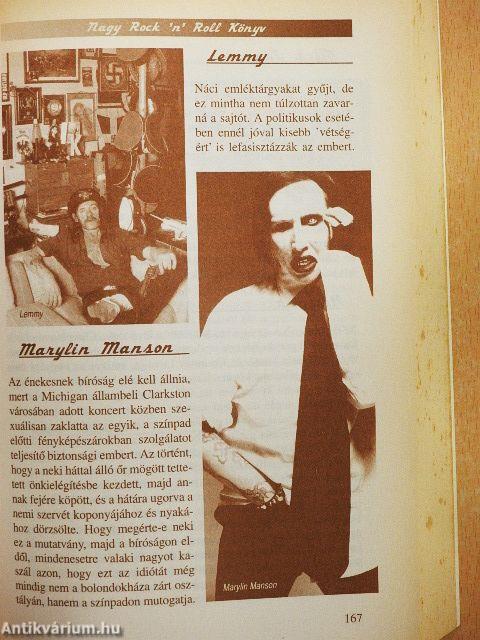 Nagy Rock 'n' Roll Könyv
Lemmy
Náci emléktárgyakat gyűjt, de
ez mintha nem túlzottan zavar-
ná a sajtót. A politikusok eseté-
ben ennél jóval kisebb 'vétség-
ért' is lefasisztázzák az embert.
Lemmy
Marylin Manson
Az énekesnek bíróság elé kell állnia,
mert a Michigan állambeli Clarkston
városában adott koncert közben sze-
xuálisan zaklatta az egyik, a színpad
előtti fényképészárokban szolgálatot
teljesítő biztonsági embert. Az történt,
hogy a neki háttal álló őr mögött tette-
tett önkielégítésbe kezdett, majd an-
nak fejére köpött, és a hátára ugorva a
nemi szervét koponyájához és nyaká-
hoz dörzsölte. Hogy megérte-e neki
ez a mutatvány, majd a bíróságon el-
dől, mindenesetre valaki nagyot ka-
szál azon, hogy ezt az idiótát még
mindig nem a bolondokháza zárt osz-
tályán, hanem a színpadon mutogatja.
Marylin Manson
167
Antikvárium.hu